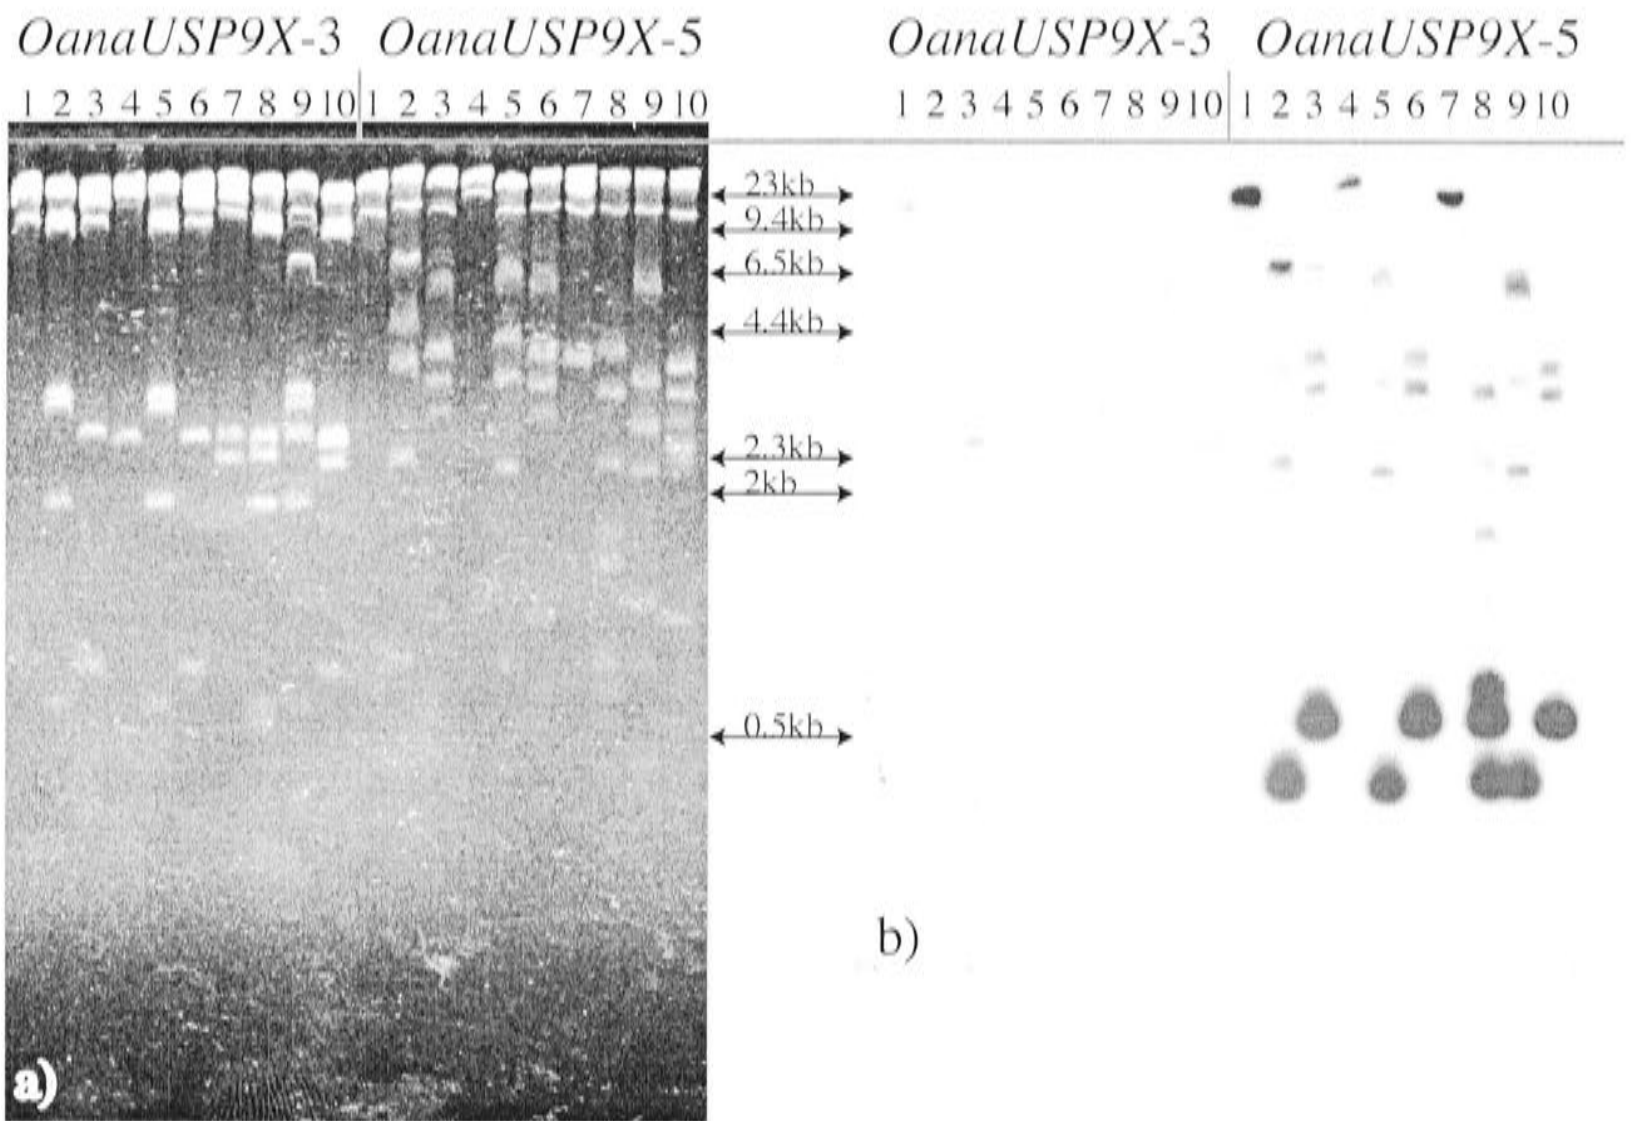 OanaUSP9X-3 OanaUSP9X-5 OanaUSP9X-3 OanaUSP9X-5
1 2 3 4 5 6 7 8 9 10 1 2 3 4 5 6 7 8 9 10 1 2 3 4 5 6 7 8 9 10 1 2 3 4 5 6 7 8 9 10
23kb
9.4kb
6.5kb
4.4kb
2.3kb
2kb
0.5kb
b)
a)